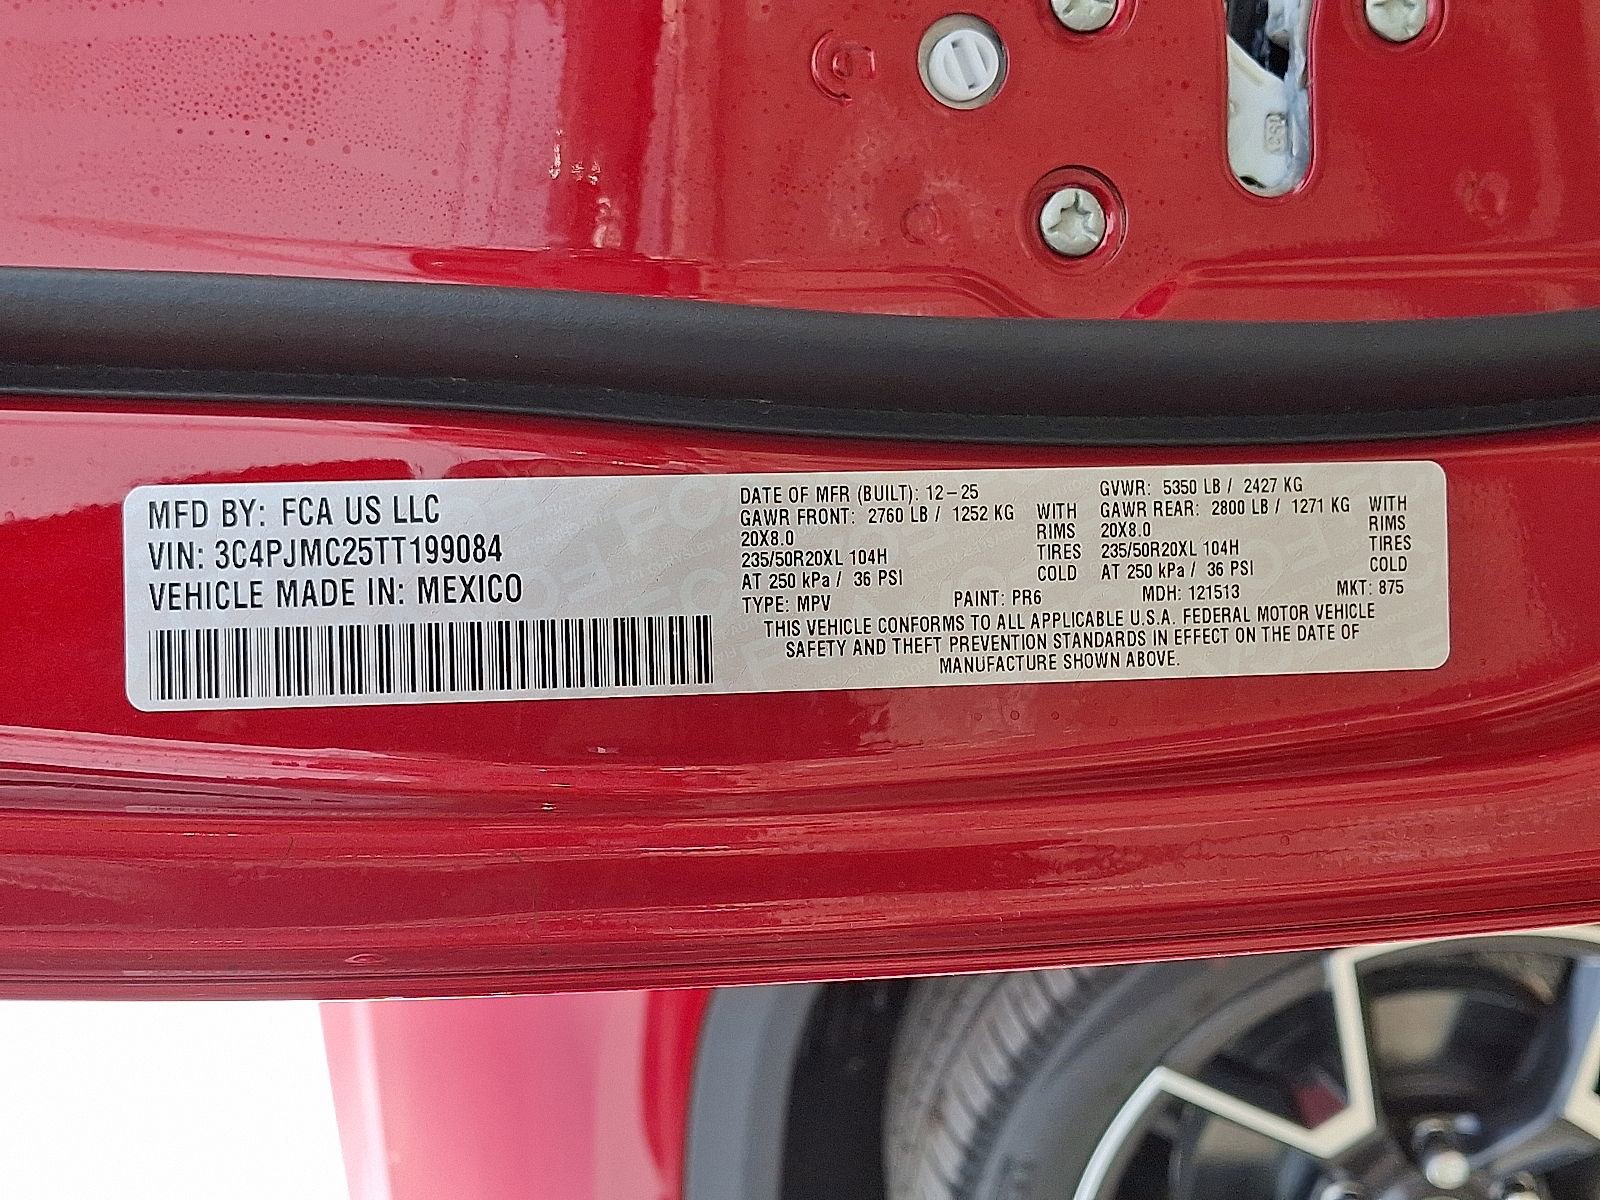 MFD BY: FCA US LLC
VIN: 3C4PJMC25TT199084
VEHICLE MADE IN: MEXICO
DATE OF MFR (BUILT): 12-25
GAWR FRONT: 2760 LB / 1252 KG WITH
20X8.0 RIMS
235/50R20XL 104H TIRES
AT 250 kPa / 36 PSI COLD
GVWR: 5350 LB / 2427 KG
GAWR REAR: 2800 LB / 1271 KG WITH
20X8.0 RIMS
235/50R20XL 104H TIRES
AT 250 kPa / 36 PSI COLD
TYPE: MPV PAINT: PR6 MDH: 121513 MKT: 875
THIS VEHICLE CONFORMS TO ALL APPLICABLE U.S.A. FEDERAL MOTOR VEHICLE
SAFETY AND THEFT PREVENTION STANDARDS IN EFFECT ON THE DATE OF
MANUFACTURE SHOWN ABOVE.